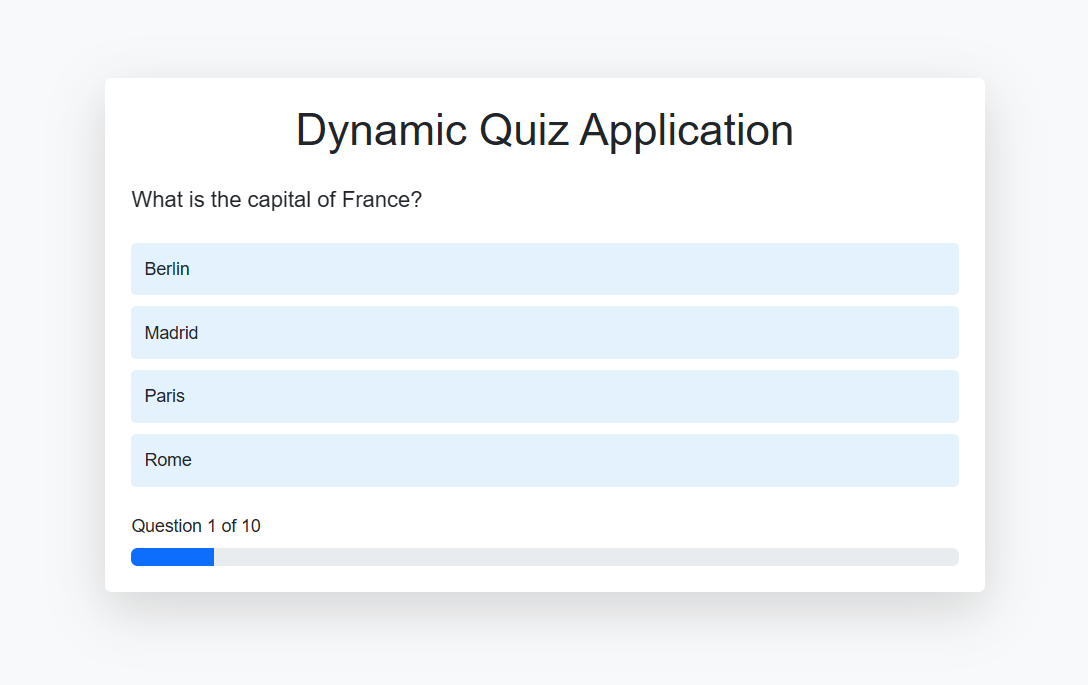 Dynamic Quiz Application
What is the capital of France?
Berlin
Madrid
Paris
Rome
Question 1 of 10